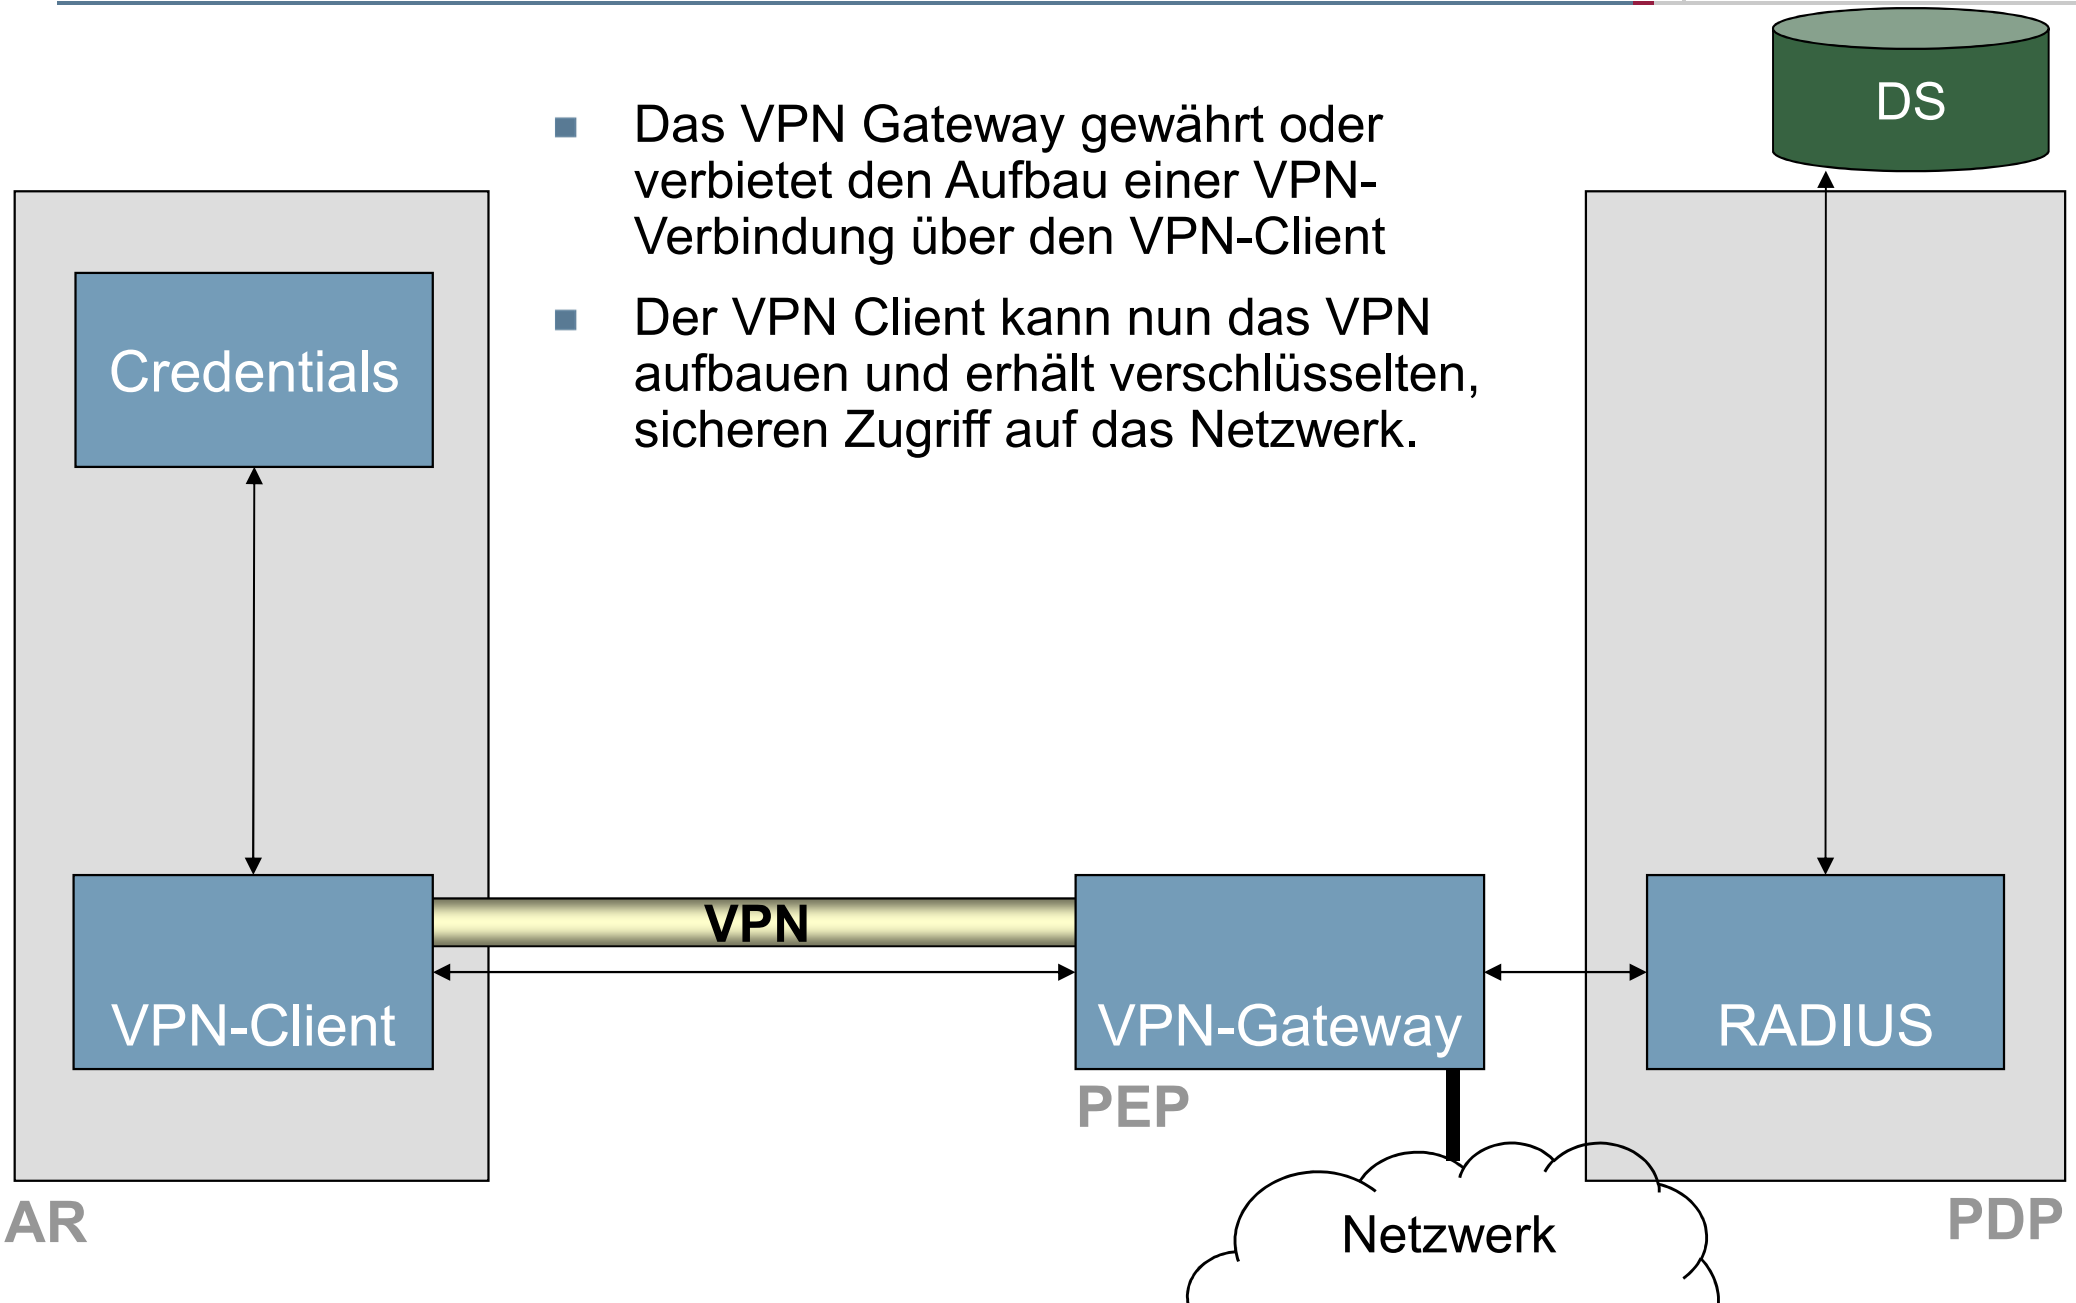 DS
Das VPN Gateway gewährt oder
verbietet den Aufbau einer VPN-
Verbindung über den VPN-Client
Der VPN Client kann nun das VPN
aufbauen und erhält verschlüsselten,
sicheren Zugriff auf das Netzwerk.
Credentials
VPN
VPN-Client
VPN-Gateway
RADIUS
PEP
AR
PDP
Netzwerk